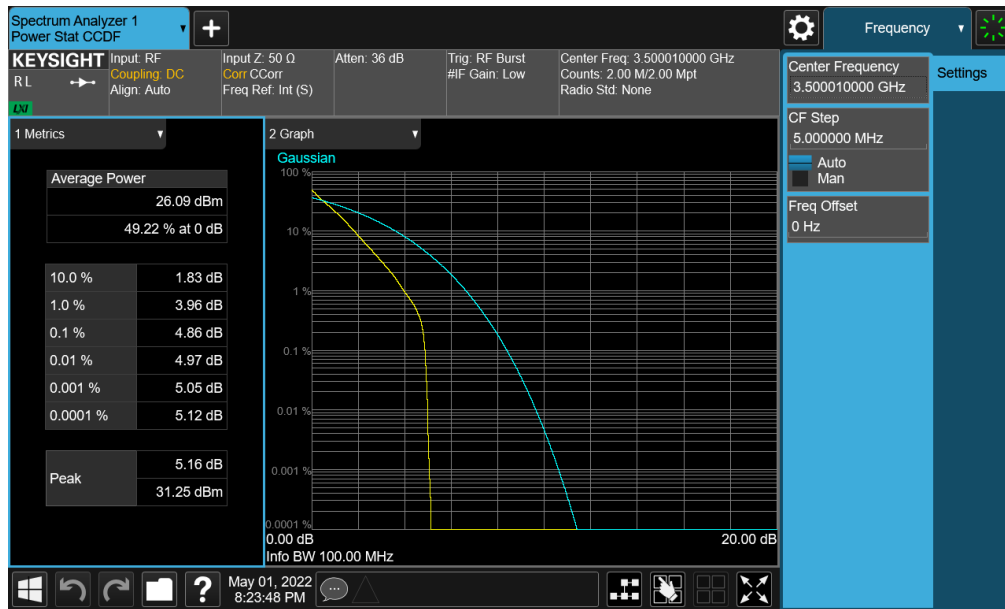 Spectrum Analyzer 1
Power Stat CCDF
Frequency
KEYSIGHT
RL
LXI
Input: RF
Coupling: DC
Align: Auto
Input Z: 50 Ω
Corr CCorr
Freq Ref: Int (S)
Atten: 36 dB
Trig: RF Burst
#IF Gain: Low
Center Freq: 3.500010000 GHz
Counts: 2.00 M/2.00 Mpt
Radio Std: None
Center Frequency
3.500010000 GHz
Settings
CF Step
5.000000 MHz
Auto
Man
Freq Offset
0 Hz
1 Metrics
Average Power
26.09 dBm
49.22 % at 0 dB
10.0 % 1.83 dB
1.0 % 3.96 dB
0.1 % 4.86 dB
0.01 % 4.97 dB
0.001 % 5.05 dB
0.0001 % 5.12 dB
Peak
5.16 dB
31.25 dBm
2 Graph
Gaussian
100 %
10 %
1 %
0.1 %
0.01 %
0.001 %
0.0001 %
0.00 dB 20.00 dB
Info BW 100.00 MHz
?
May 01, 2022
8:23:48 PM